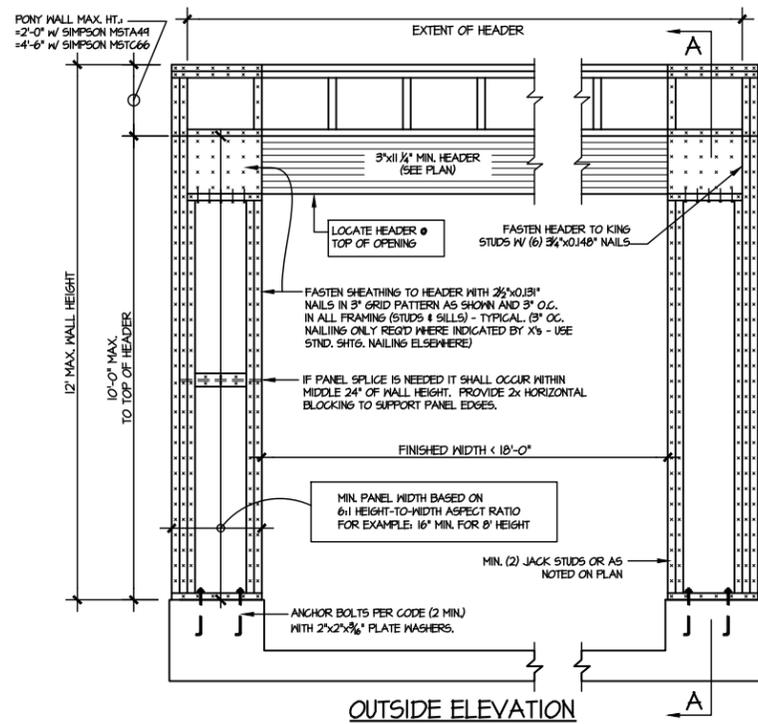 PONY WALL MAX. HT.:
=2'-0" W/ SIMPSON MSTA49
=4'-6" W/ SIMPSON MSTC66
EXTENT OF HEADER
A
3"x11 1/4" MIN. HEADER
(SEE PLAN)
LOCATE HEADER @
TOP OF OPENING
FASTEN HEADER TO KING
STUDS W/ (6) 3 1/4"x0.148" NAILS
12' MAX. WALL HEIGHT
10'-0" MAX.
TO TOP OF HEADER
FASTEN SHEATHING TO HEADER WITH 2 1/2"x0.131"
NAILS IN 3" GRID PATTERN AS SHOWN AND 3" O.C.
IN ALL FRAMING (STUDS & SILLS) - TYPICAL. (3" OC.
NAILIING ONLY REQ'D WHERE INDICATED BY X's - USE
STND. SHTG. NAILING ELSEWHERE)
IF PANEL SPLICE IS NEEDED IT SHALL OCCUR WITHIN
MIDDLE 24" OF WALL HEIGHT. PROVIDE 2x HORIZONTAL
BLOCKING TO SUPPORT PANEL EDGES.
FINISHED WIDTH < 18'-0"
MIN. PANEL WIDTH BASED ON
6:1 HEIGHT-TO-WIDTH ASPECT RATIO
FOR EXAMPLE: 16" MIN. FOR 8' HEIGHT
MIN. (2) JACK STUDS OR AS
NOTED ON PLAN
ANCHOR BOLTS PER CODE (2 MIN.)
WITH 2"x2"x3/16" PLATE WASHERS.
A
OUTSIDE ELEVATION